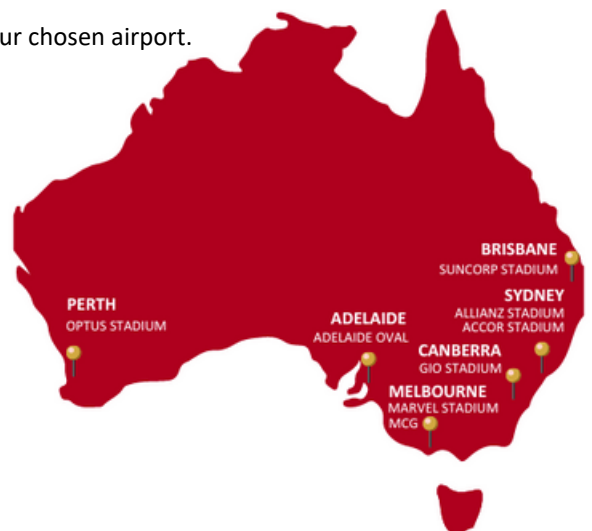 ur chosen airport.
BRISBANE
SUNCORP STADIUM
SYDNEY
ALLIANZ STADIUM
ACCOR STADIUM
PERTH
OPTUS STADIUM
ADELAIDE
ADELAIDE OVAL
CANBERRA
GIO STADIUM
MELBOURNE
MARVEL STADIUM
MCG